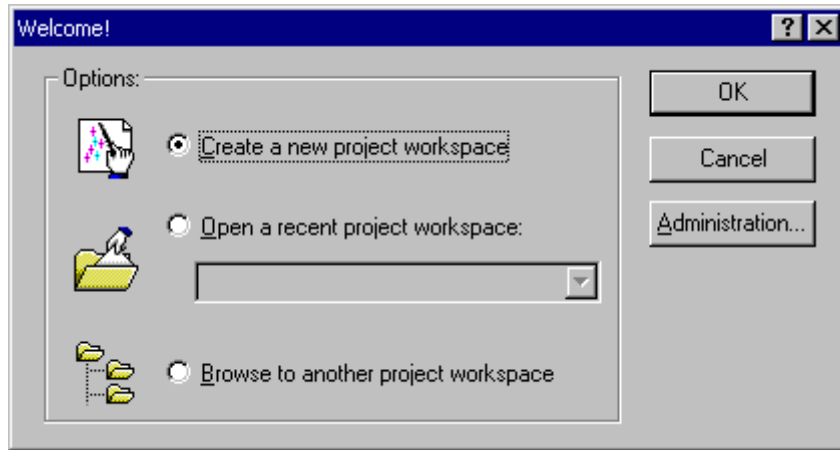 Welcome!
Options:
Create a new project workspace
Open a recent project workspace:
Browse to another project workspace
OK
Cancel
Administration...